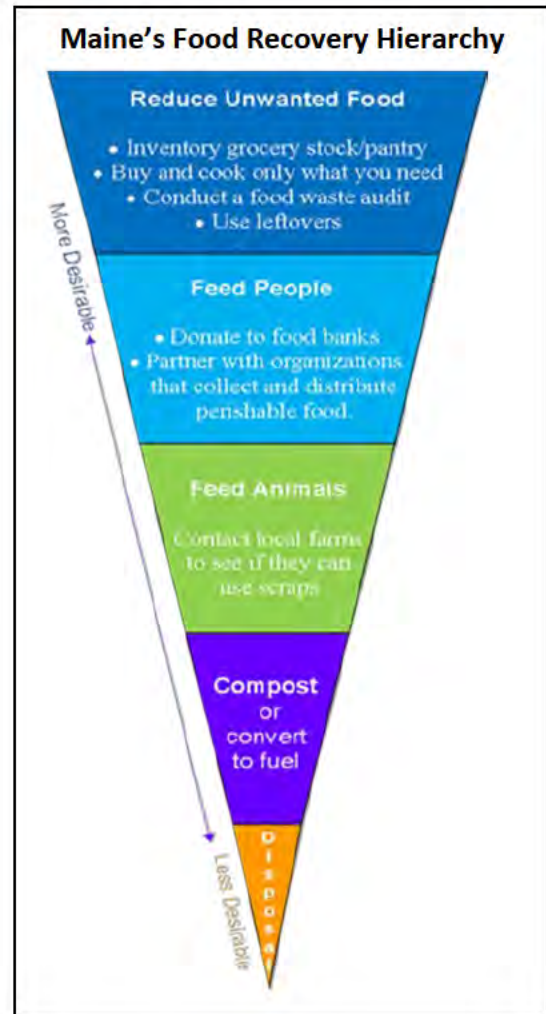 Maine's Food Recovery Hierarchy
Reduce Unwanted Food
• Inventory grocery stock/pantry
• Buy and cook only what you need
• Conduct a food waste audit
• Use leftovers
More Desirable
Feed People
• Donate to food banks
• Partner with organizations
that collect and distribute
perishable food.
Feed Animals
Contact local farms
to see if they can
use scraps
Compost
or
convert
to fuel
Less Desirable
Disposal